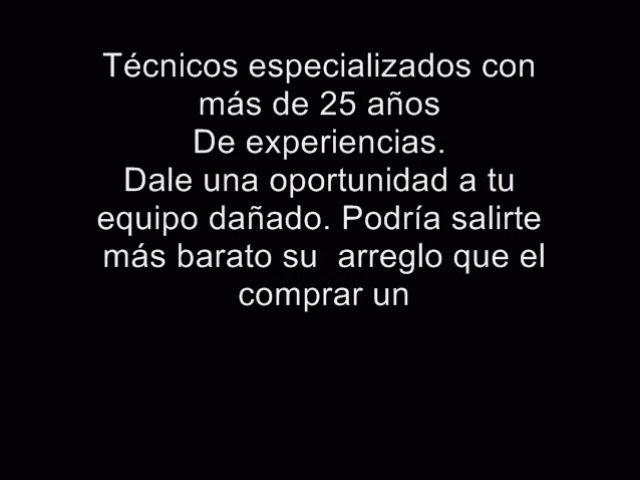 Técnicos especializados con
más de 25 años
De experiencias.
Dale una oportunidad a tu
equipo dañado. Podría salirte
más barato su  arreglo que el
comprar un